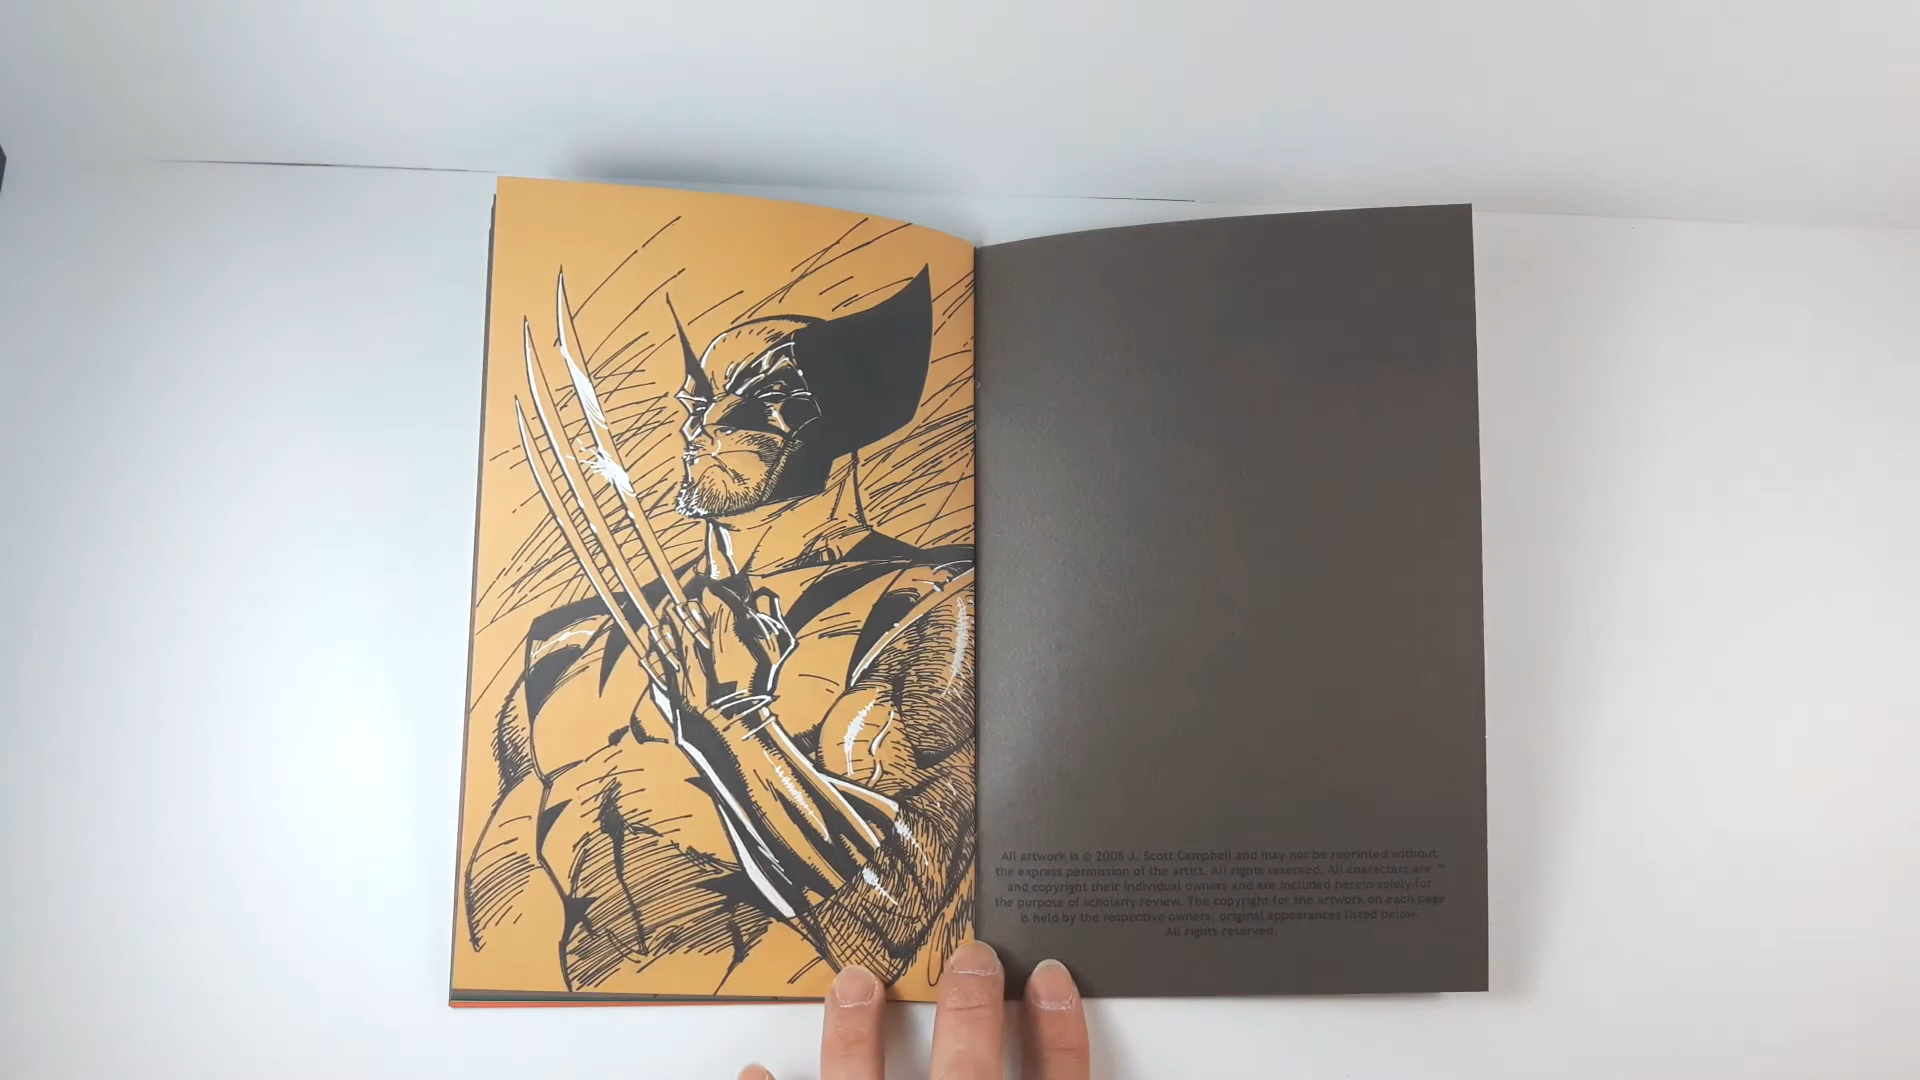 All artwork is © 2008 J. Scott Campbell and may not be reprinted without
the express permission of the artist. All rights reserved. All characters are ™
and copyright their individual owners and are included herein solely for
the purpose of scholarly review. The copyright for the artwork on each page
is held by the respective owners, original appearances listed below.
All rights reserved.